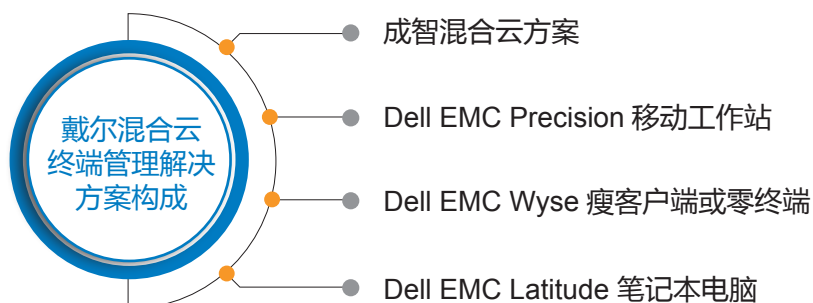 戴尔混合云
终端管理解决
方案构成
成智混合云方案
Dell EMC Precision 移动工作站
Dell EMC Wyse 瘦客户端或零终端
Dell EMC Latitude 笔记本电脑